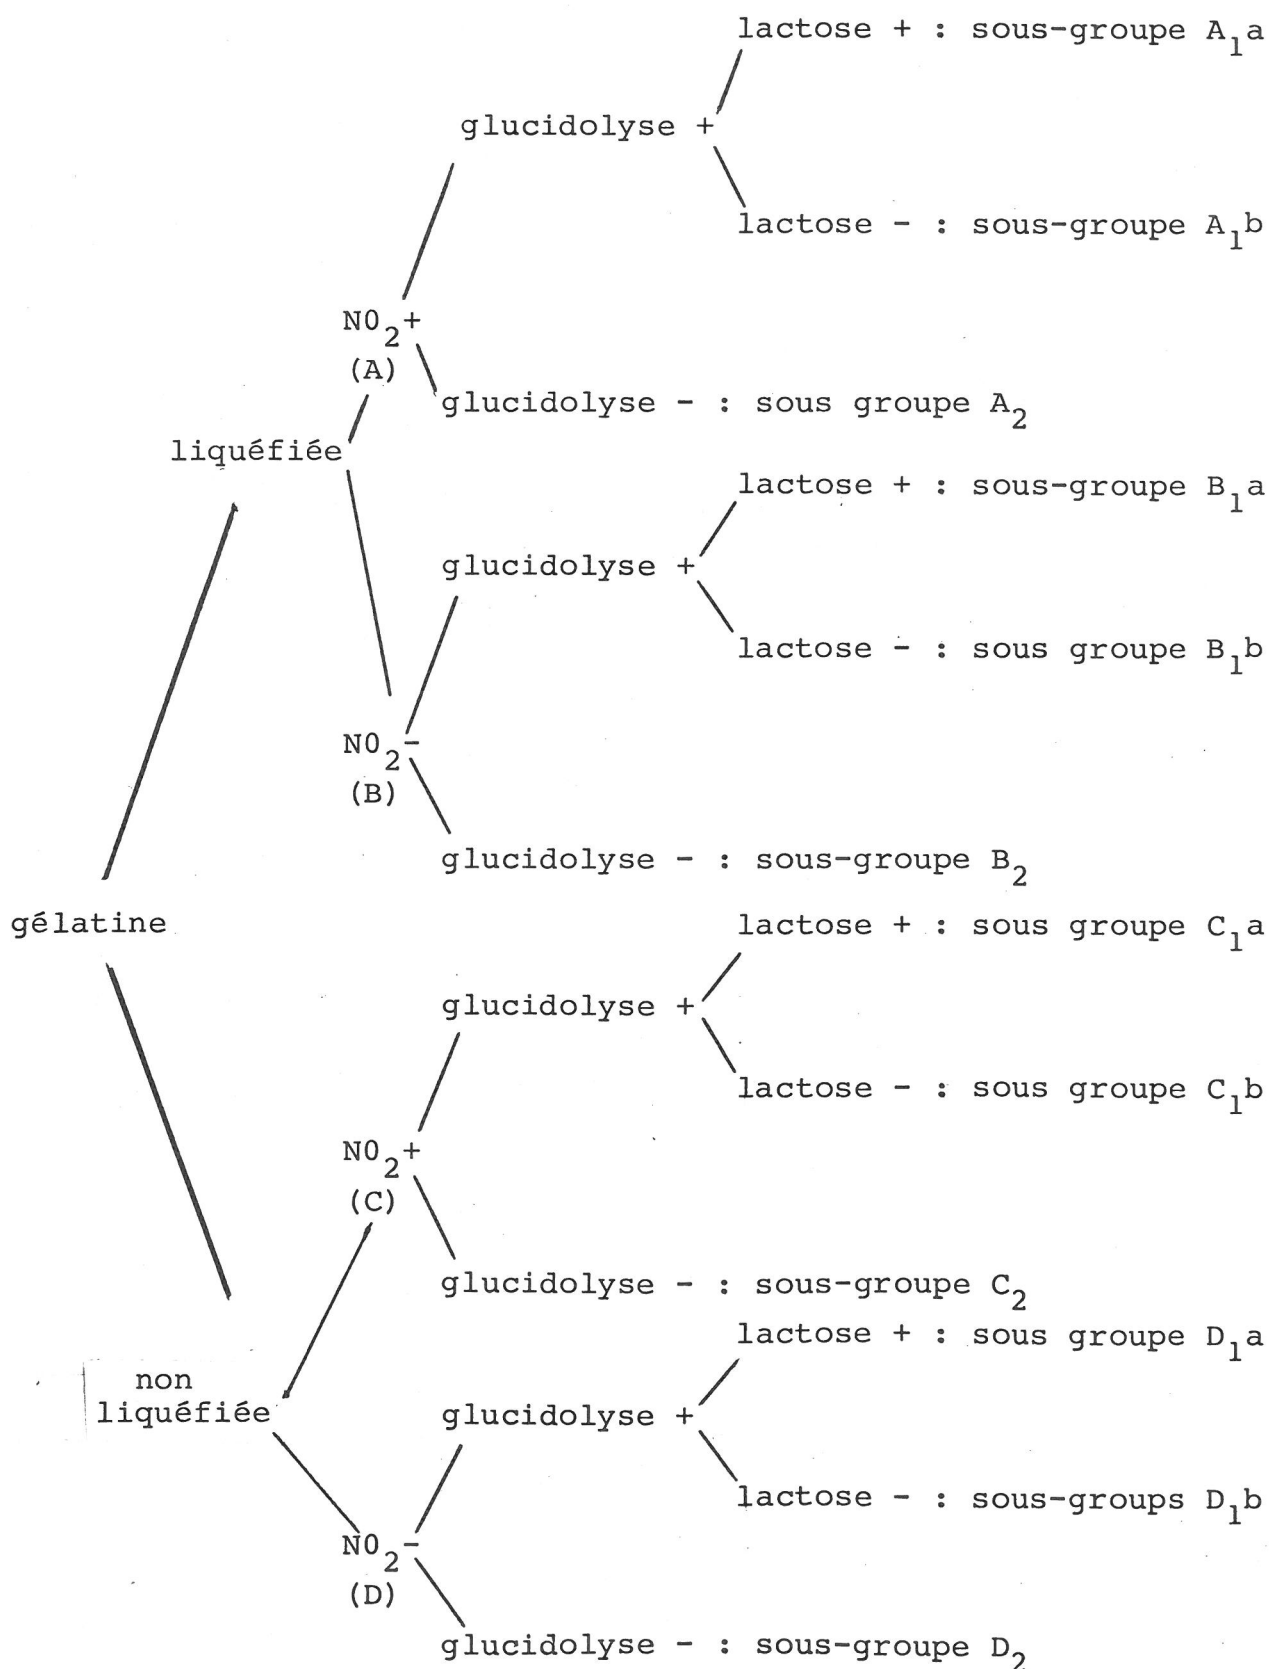 lactose + : sous-groupe A₁a
glucidolyse +
lactose - : sous-groupe A₁b
NO₂+
(A)
glucidolyse - : sous groupe A₂
liquéfiée
lactose + : sous-groupe B₁a
glucidolyse +
lactose - : sous groupe B₁b
NO₂-
(B)
glucidolyse - : sous-groupe B₂
gélatine
lactose + : sous groupe C₁a
glucidolyse +
lactose - : sous groupe C₁b
NO₂+
(C)
glucidolyse - : sous-groupe C₂
lactose + : sous groupe D₁a
non
liquéfiée
glucidolyse +
lactose - : sous-groups D₁b
NO₂-
(D)
glucidolyse - : sous-groupe D₂